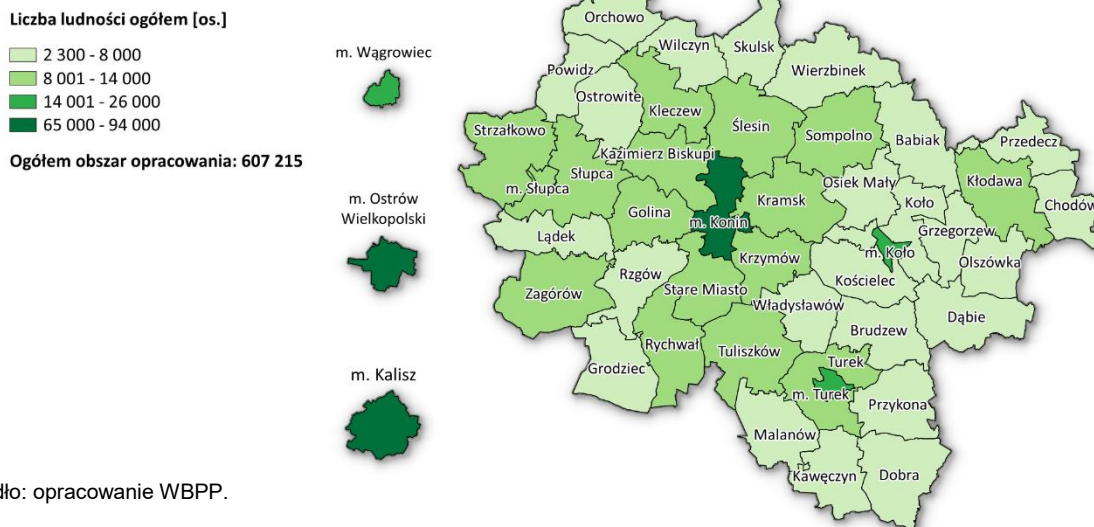 Liczba ludności ogółem [os.]
2 300 - 8 000
8 001 - 14 000
14 001 - 26 000
65 000 - 94 000
Ogółem obszar opracowania: 607 215
m. Wągrowiec
m. Ostrów
Wielkopolski
m. Kalisz
Orchowo
Wilczyn
Skulsk
Powidz
Wierzbinek
Ostrowite
Kleczew
Ślesin
Strzałkowo
Sompolno
Babiak
Przedecz
Kazimierz Biskupi
Słupca
m. Słupca
Osiek Mały
Kłodawa
Kramsk
Koło
Chodów
Golina
m. Konin
Grzegorzew
Lądek
m. Koło
Krzymów
Olszówka
Rzgów
Kościelec
Zagórów
Stare Miasto
Władysławów
Dąbie
Brudzew
Rychwał
Tuliszków
Turek
Grodziec
m. Turek
Przykona
Malanów
Kawęczyn
Dobra
dło: opracowanie WBPP.